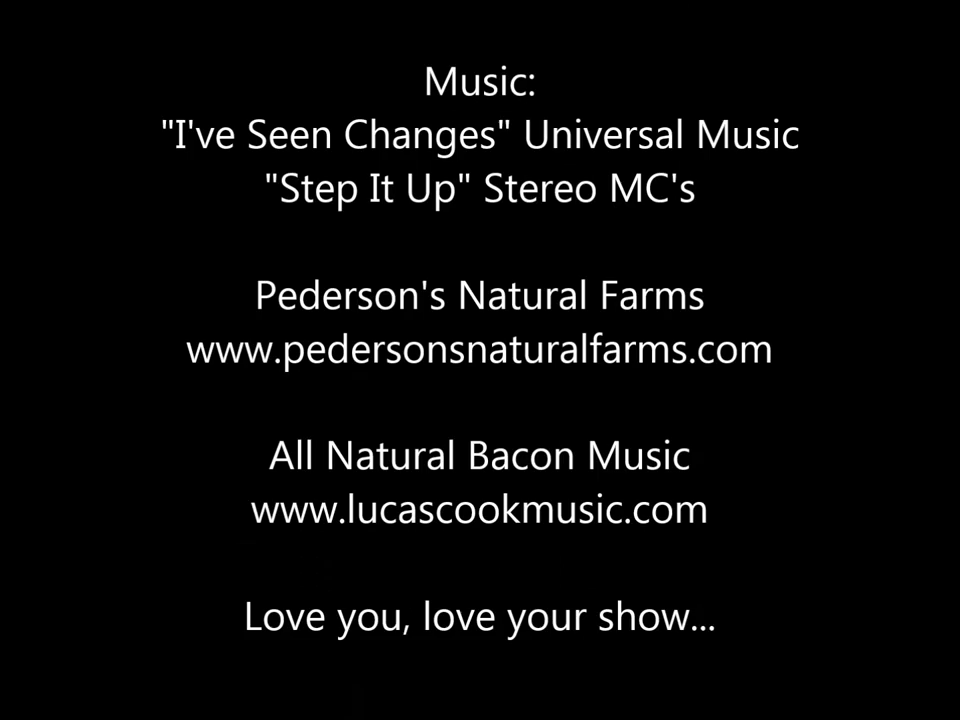 Music:
"I've Seen Changes" Universal Music
"Step It Up" Stereo MC's
Pederson's Natural Farms
www.pedersonsnaturalfarms.com
All Natural Bacon Music
www.lucascookmusic.com
Love you, love your show...